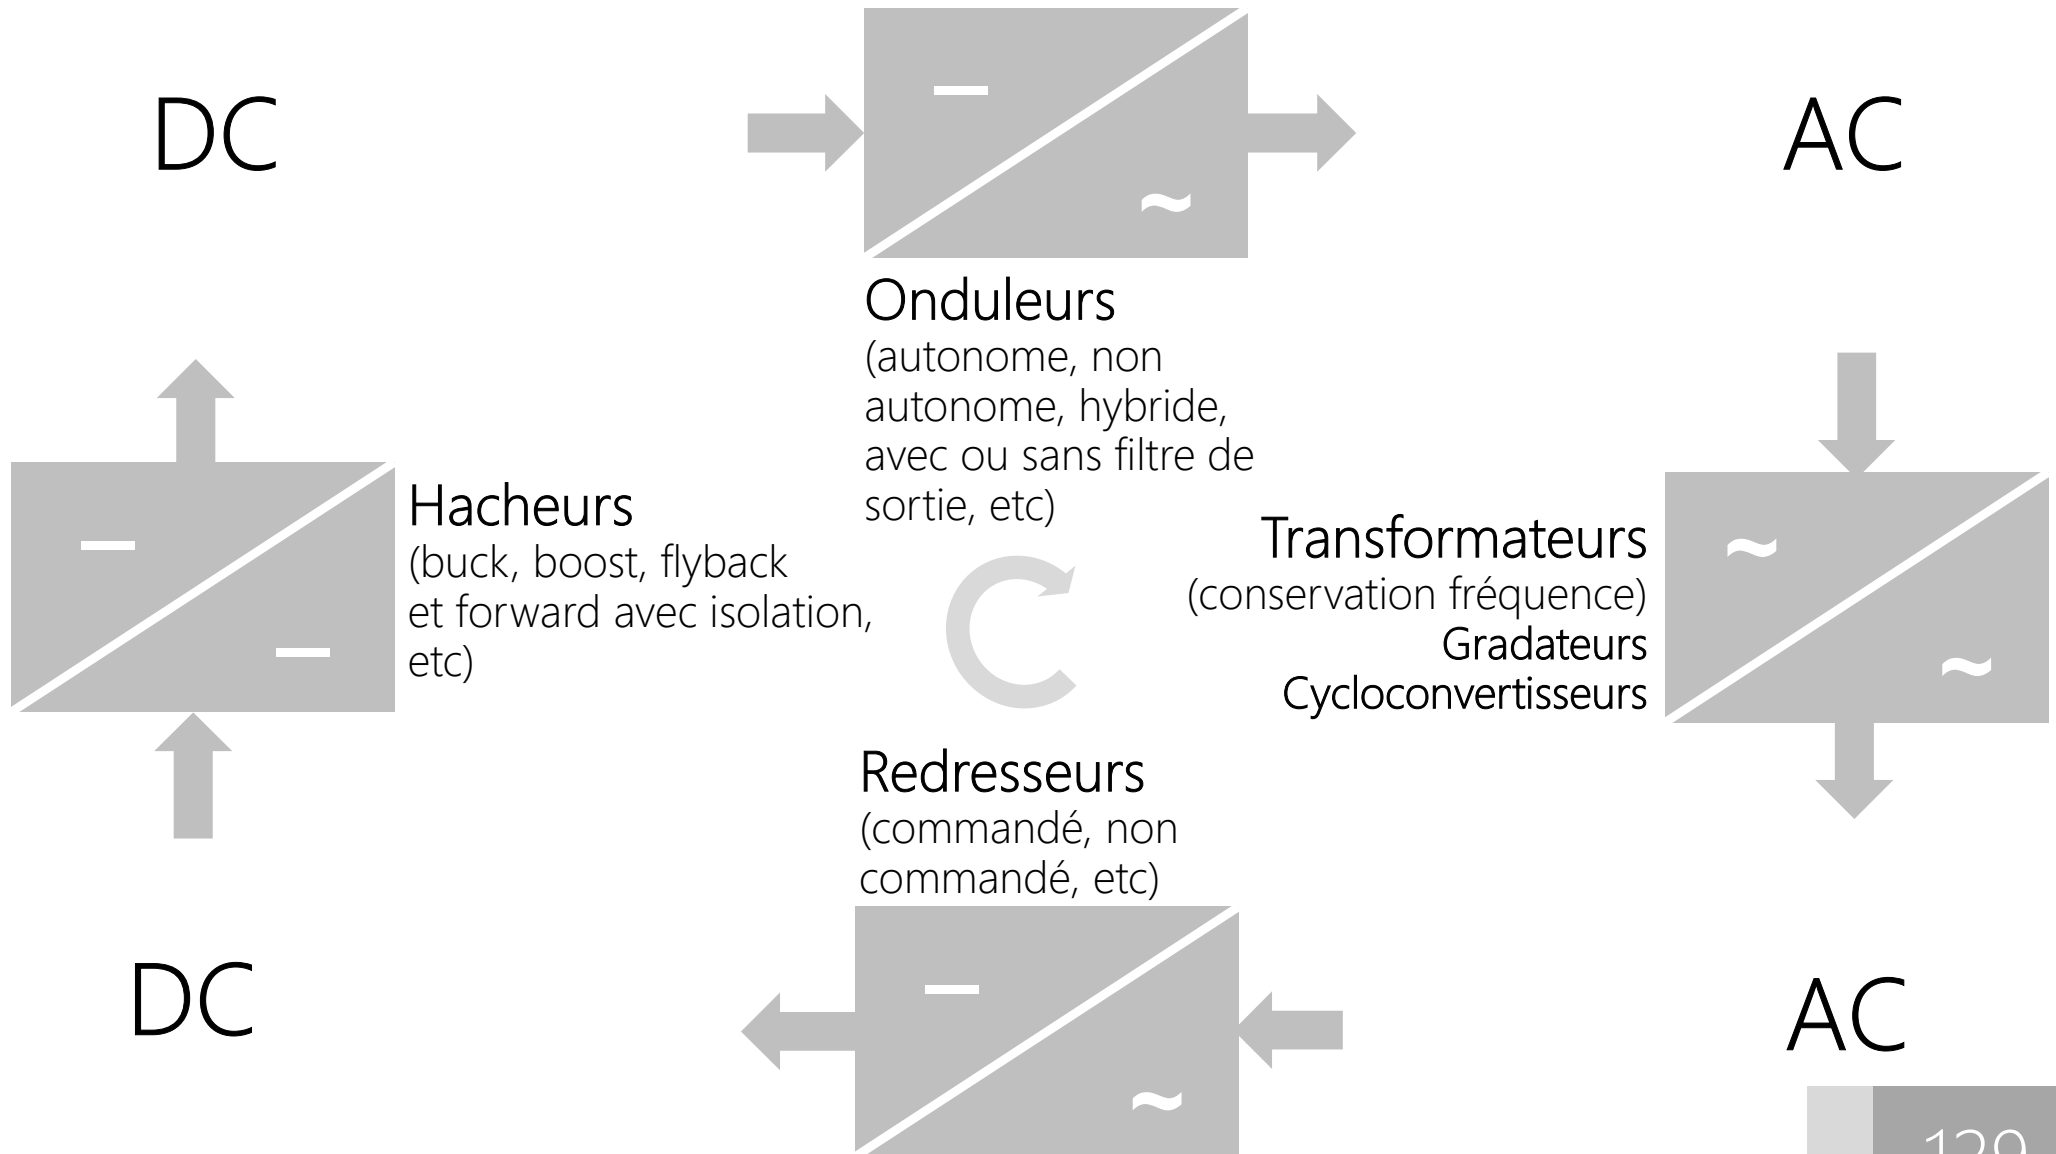 DC
AC
–
~
Onduleurs
(autonome, non
autonome, hybride,
avec ou sans filtre de
sortie, etc)
–
–
Hacheurs
(buck, boost, flyback
et forward avec isolation,
etc)
Transformateurs
(conservation fréquence)
Gradateurs
Cycloconvertisseurs
~
~
Redresseurs
(commandé, non
commandé, etc)
–
~
DC
AC
129